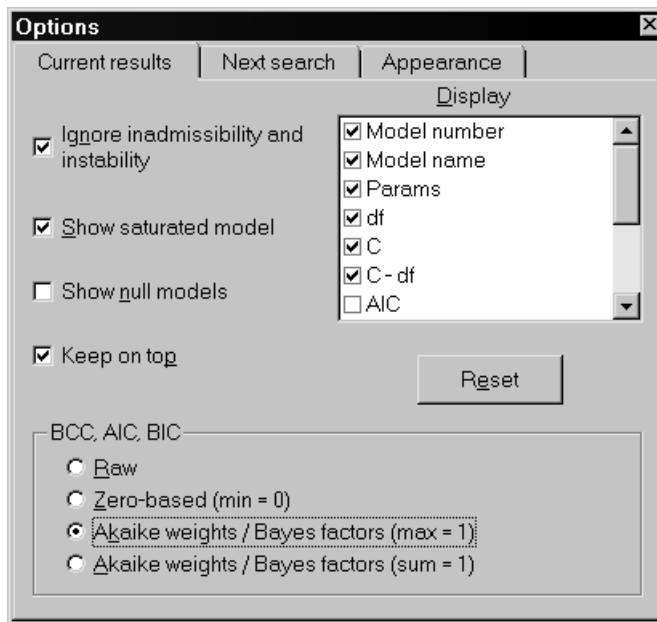 Options
Current results
Next search
Appearance
Display
Ignore inadmissibility and
instability
Show saturated model
Show null models
Keep on top
Model number
Model name
Params
df
C
C - df
AIC
Reset
BCC, AIC, BIC
Raw
Zero-based (min = 0)
Akaike weights / Bayes factors (max = 1)
Akaike weights / Bayes factors (sum = 1)